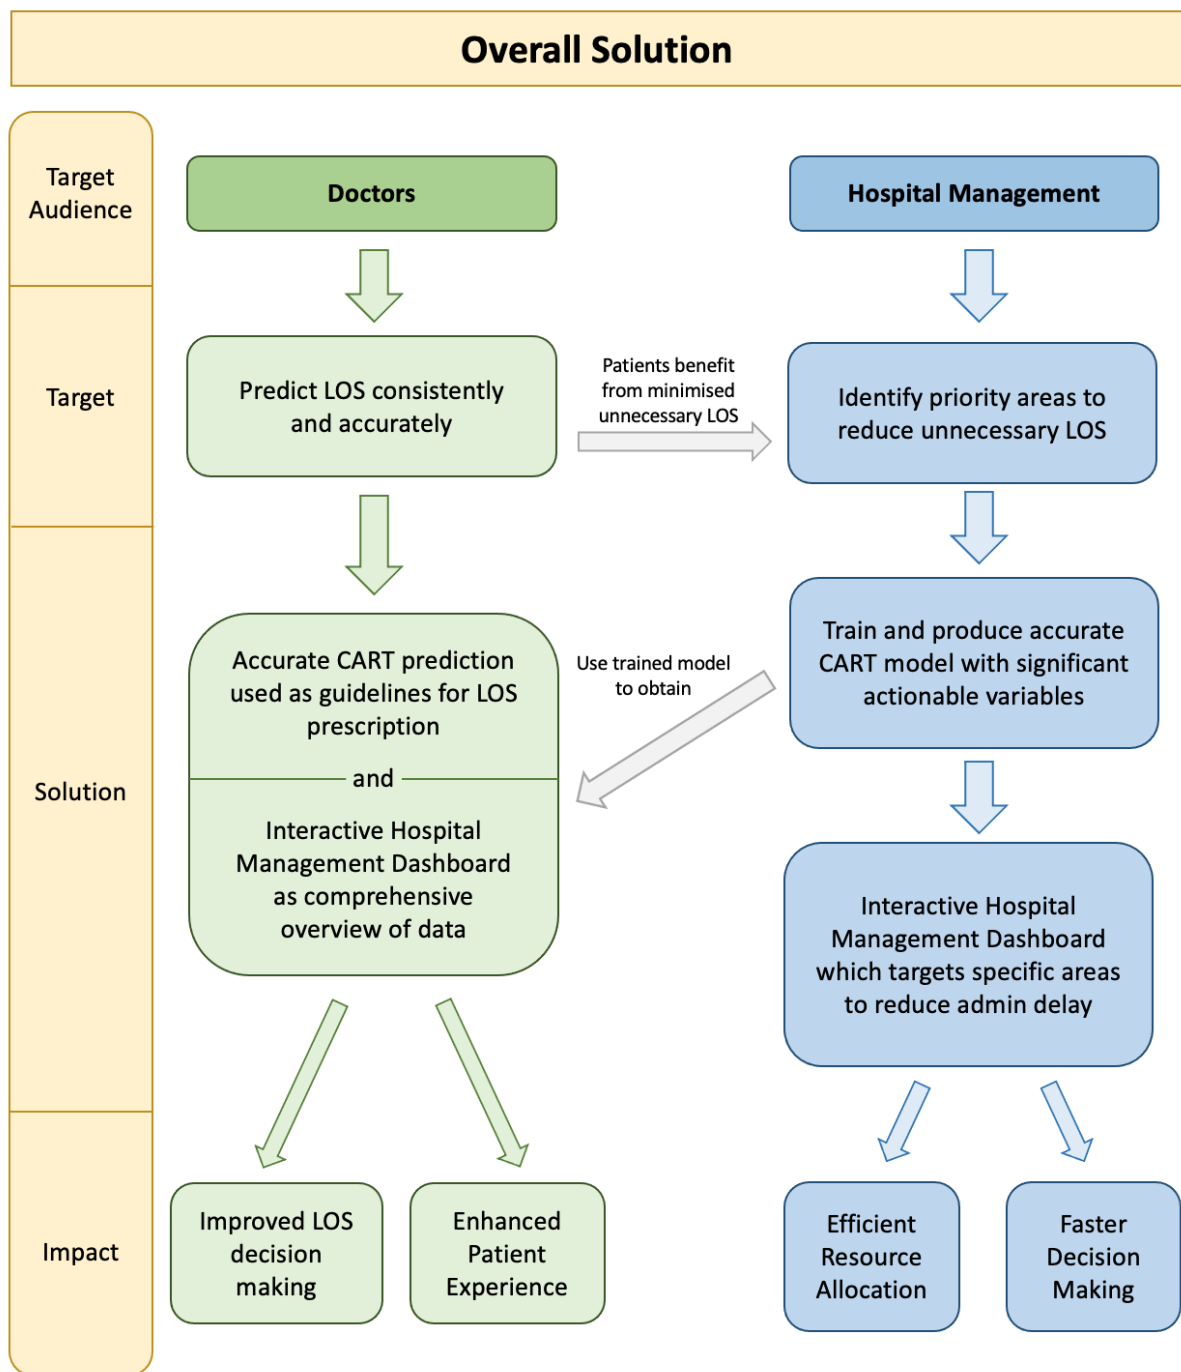 Overall Solution
Target
Audience
Doctors
Hospital Management
Target
Predict LOS consistently
and accurately
Patients benefit
from minimised
unnecessary LOS
Identify priority areas to
reduce unnecessary LOS
Solution
Accurate CART prediction
used as guidelines for LOS
prescription
and
Interactive Hospital
Management Dashboard
as comprehensive
overview of data
Use trained model
to obtain
Train and produce accurate
CART model with significant
actionable variables
Interactive Hospital
Management Dashboard
which targets specific areas
to reduce admin delay
Impact
Improved LOS
decision
making
Enhanced
Patient
Experience
Efficient
Resource
Allocation
Faster
Decision
Making